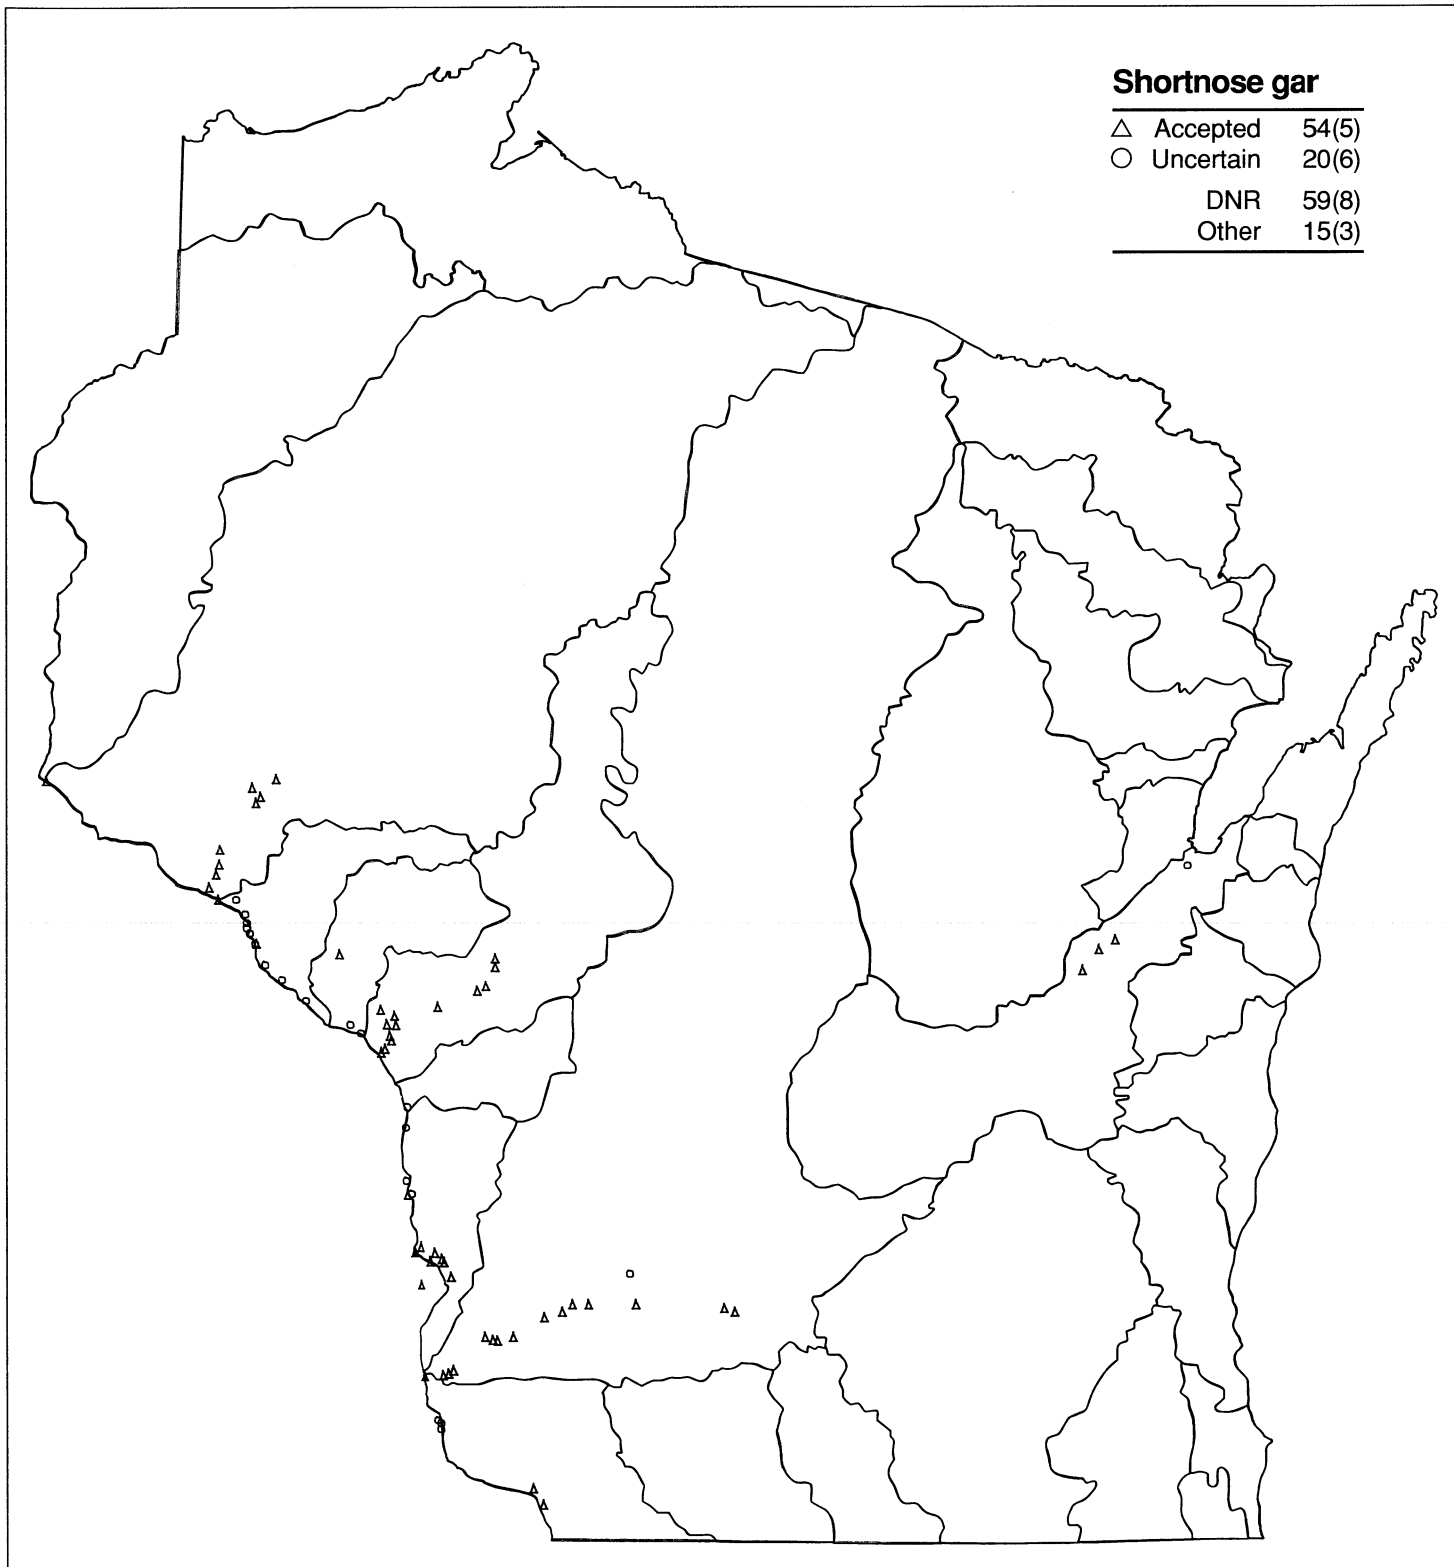 Shortnose gar
△ Accepted 54(5)
○ Uncertain 20(6)
DNR 59(8)
Other 15(3)